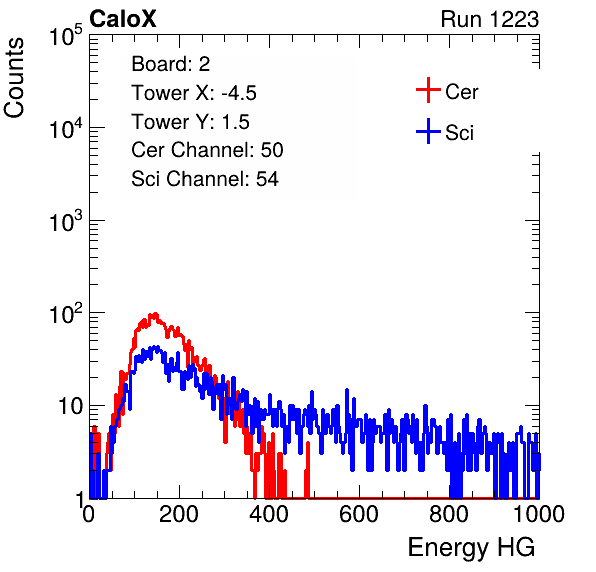 CaloX Run 1223
Counts
10^5
10^4
10^3
10^2
10
1
Board: 2
Tower X: -4.5
Tower Y: 1.5
Cer Channel: 50
Sci Channel: 54
Cer
Sci
0 200 400 600 800 1000
Energy HG